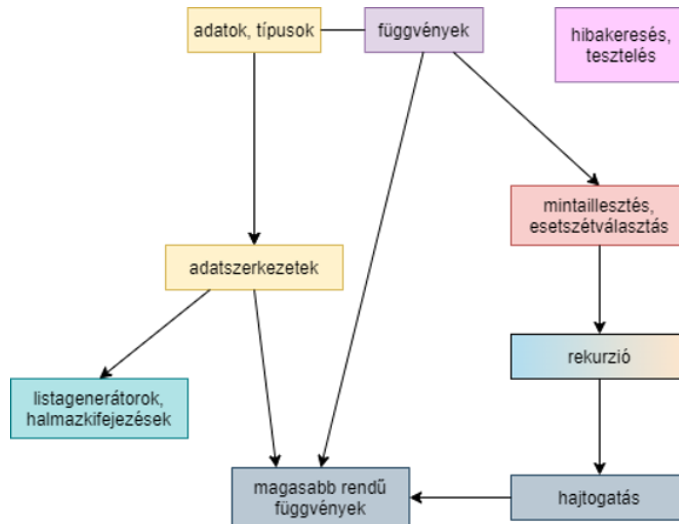 adatok, típusok
függvények
hibakeresés,
tesztelés
mintaillesztés,
esetszétválasztás
adatszerkezetek
rekurzió
listagenerátorok,
halmazkifejezések
magasabb rendű
függvények
hajtogatás